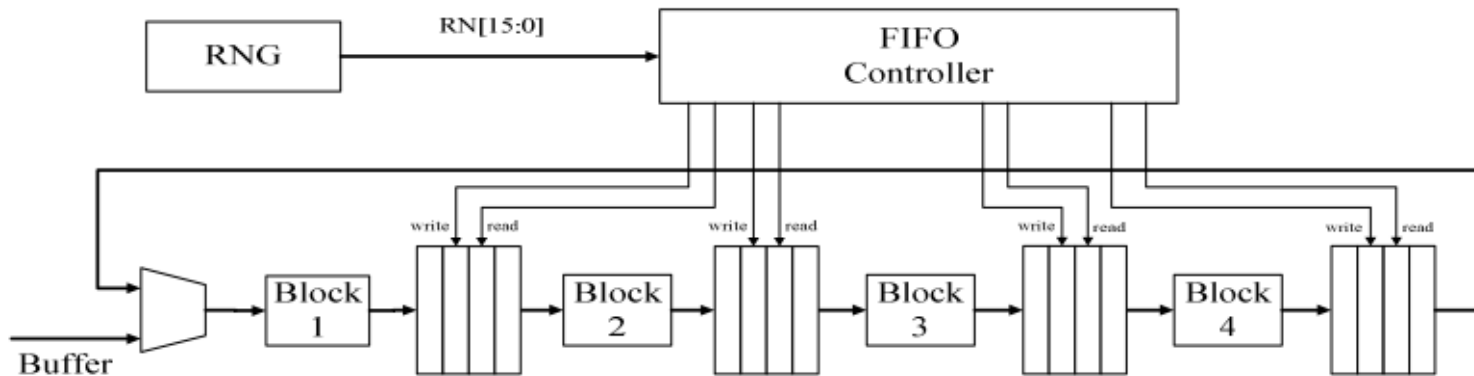 RNG
RN[15:0]
FIFO
Controller
write
read
write
read
write
read
write
read
Block
1
Block
2
Block
3
Block
4
Buffer